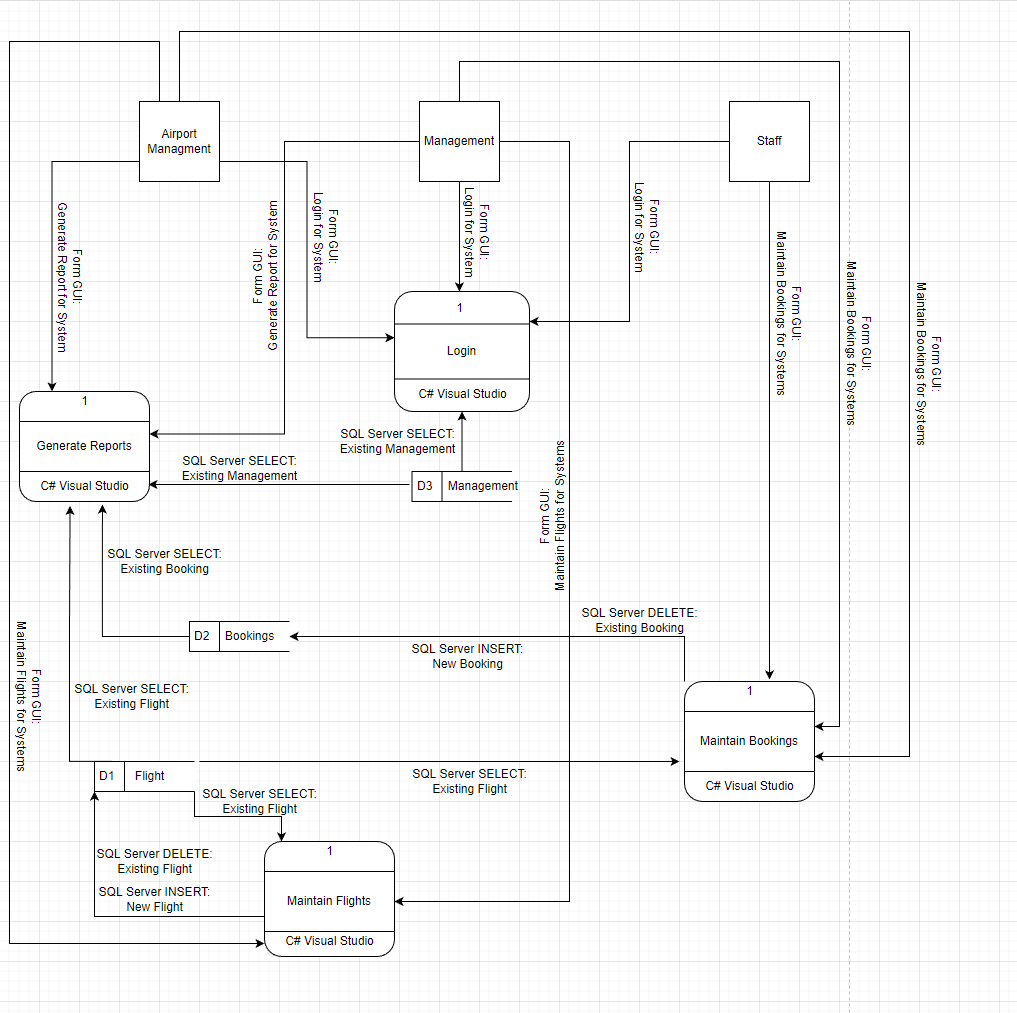 Airport
Managment
Management
Staff
Form GUI:
Generate Report for System
Form GUI:
Login for System
Form GUI:
Generate Report for System
Form GUI:
Login for System
Form GUI:
Login for System
Form GUI:
Maintain Bookings for Systems
Form GUI:
Maintain Bookings for Systems
Form GUI:
Maintain Bookings for Systems
1
Login
C# Visual Studio
1
Generate Reports
C# Visual Studio
SQL Server SELECT:
Existing Management
SQL Server SELECT:
Existing Management
D3
Management
Form GUI:
Maintain Flights for Systems
SQL Server SELECT:
Existing Booking
D2
Bookings
SQL Server DELETE:
Existing Booking
SQL Server INSERT:
New Booking
Form GUI:
Maintain Flights for Systems
SQL Server SELECT:
Existing Flight
1
Maintain Bookings
C# Visual Studio
D1
Flight
SQL Server SELECT:
Existing Flight
SQL Server SELECT:
Existing Flight
SQL Server DELETE:
Existing Flight
SQL Server INSERT:
New Flight
1
Maintain Flights
C# Visual Studio